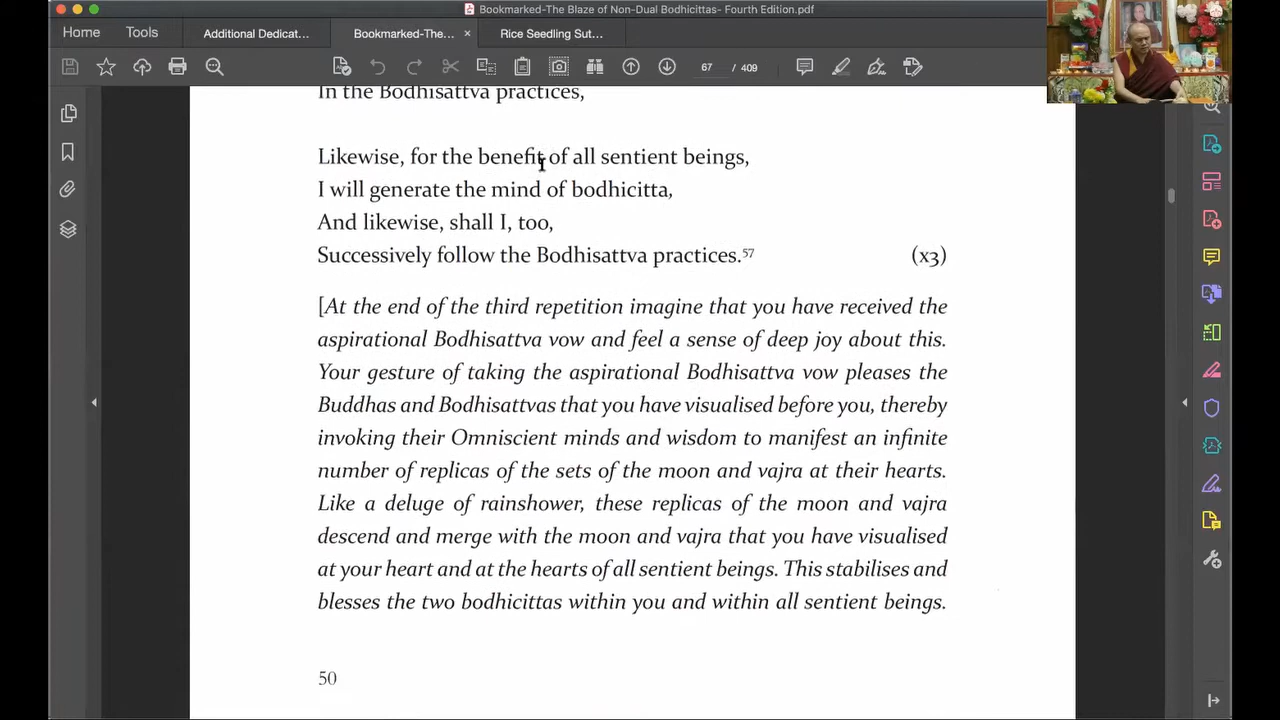 Bookmarked-The Blaze of Non-Dual Bodhicittas- Fourth Edition.pdf
Home Tools Additional Dedicat... Bookmarked-The... × Rice Seedling Sut...
67 / 409
In the Bodhisattva practices,
Likewise, for the benefit of all sentient beings,
I will generate the mind of bodhicitta,
And likewise, shall I, too,
Successively follow the Bodhisattva practices.57 (x3)
[At the end of the third repetition imagine that you have received the
aspirational Bodhisattva vow and feel a sense of deep joy about this.
Your gesture of taking the aspirational Bodhisattva vow pleases the
Buddhas and Bodhisattvas that you have visualised before you, thereby
invoking their Omniscient minds and wisdom to manifest an infinite
number of replicas of the sets of the moon and vajra at their hearts.
Like a deluge of rainshower, these replicas of the moon and vajra
descend and merge with the moon and vajra that you have visualised
at your heart and at the hearts of all sentient beings. This stabilises and
blesses the two bodhicittas within you and within all sentient beings.
50